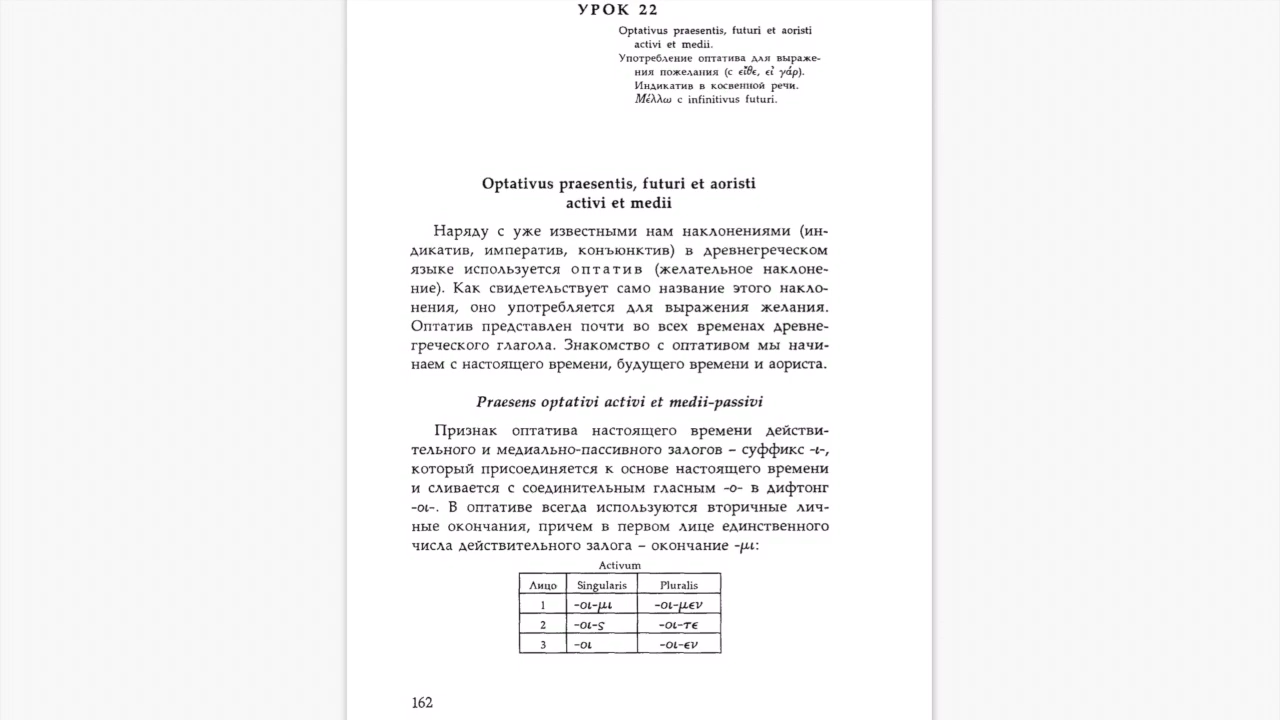 УРОК 22
Optativus praesentis, futuri et aoristi
activi et medii.
Употребление оптатива для выраже-
ния пожелания (с εἴθε, εἰ γάρ).
Индикатив в косвенной речи.
Μέλλω с infinitivus futuri.
Optativus praesentis, futuri et aoristi
activi et medii
Наряду с уже известными нам наклонениями (ин-
дикатив, императив, конъюнктив) в древнегреческом
языке используется оптатив (желательное наклоне-
ние). Как свидетельствует само название этого накло-
нения, оно употребляется для выражения желания.
Оптатив представлен почти во всех временах древне-
греческого глагола. Знакомство с оптативом мы начи-
наем с настоящего времени, будущего времени и аориста.
Praesens optativi activi et medii-passivi
Признак оптатива настоящего времени действи-
тельного и медиально-пассивного залогов – суффикс -ι-,
который присоединяется к основе настоящего времени
и сливается с соединительным гласным -ο- в дифтонг
-οι-. В оптативе всегда используются вторичные лич-
ные окончания, причем в первом лице единственного
числа действительного залога – окончание -μι:
Activum
Лицо Singularis Pluralis
1 -οι-μι -οι-μεν
2 -οι-ς -οι-τε
3 -οι -οι-εν
162